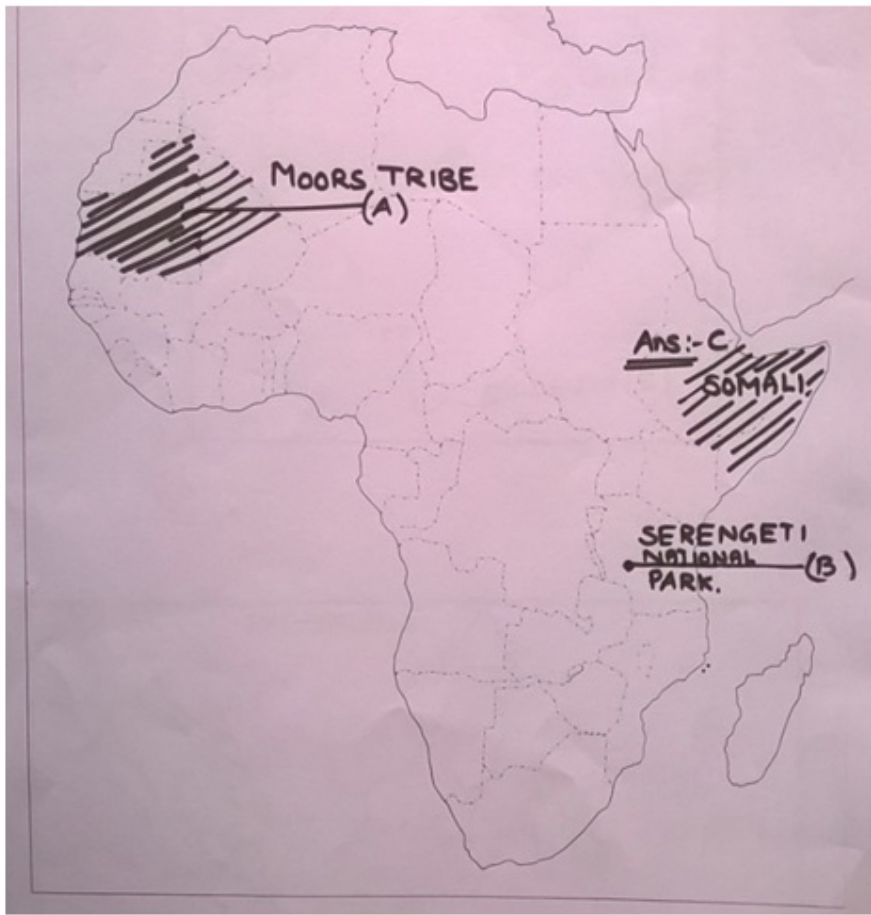 MOORS TRIBE
(A)
Ans:- C
SOMALI.
SERENGETI
NATIONAL (B)
PARK.